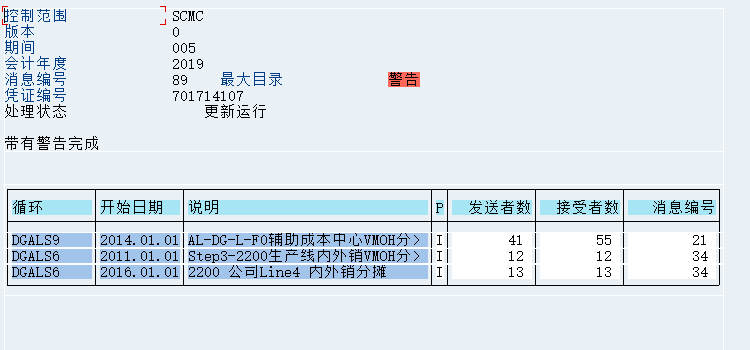 控制范围 SCMC
版本 0
期间 005
会计年度 2019
消息编号 89 最大目录 警告
凭证编号 701714107
处理状态 更新运行
带有警告完成
循环 开始日期 说明 P 发送者数 接受者数 消息编号
DGALS9 2014.01.01 AL-DG-L-F0辅助成本中心VMOH分> I 41 55 21
DGALS6 2011.01.01 Step3-2200生产线内外销VMOH分> I 12 12 34
DGALS6 2016.01.01 2200 公司Line4 内外销分摊 I 13 13 34